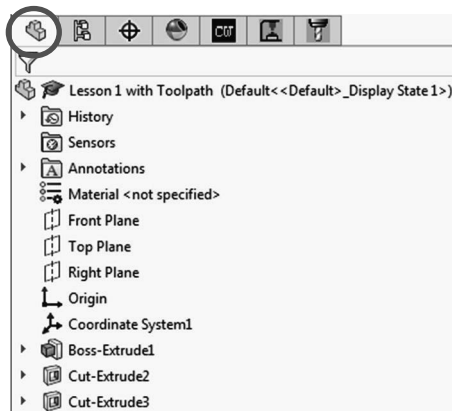 Lesson 1 with Toolpath (Default<<Default>_Display State 1>)
History
Sensors
A Annotations
Material <not specified>
Front Plane
Top Plane
Right Plane
Origin
Coordinate System1
Boss-Extrude1
Cut-Extrude2
Cut-Extrude3